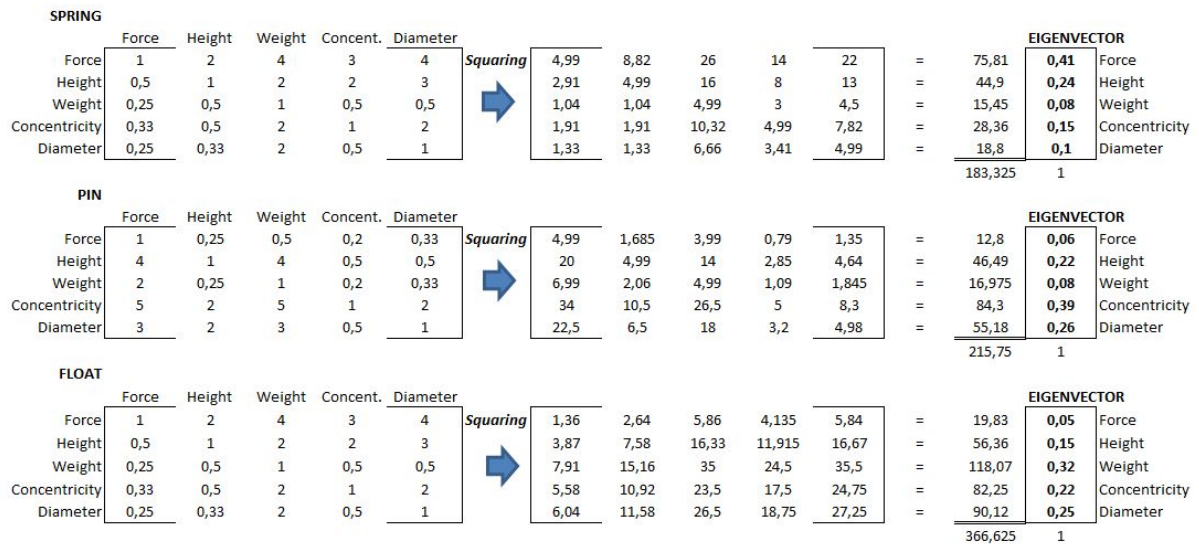 SPRING
Force Height Weight Concent. Diameter EIGENVECTOR
Force 1 2 4 3 4 Squaring 4,99 8,82 26 14 22 = 75,81 0,41 Force
Height 0,5 1 2 2 3 2,91 4,99 16 8 13 = 44,9 0,24 Height
Weight 0,25 0,5 1 0,5 0,5 1,04 1,04 4,99 3 4,5 = 15,45 0,08 Weight
Concentricity 0,33 0,5 2 1 2 1,91 1,91 10,32 4,99 7,82 = 28,36 0,15 Concentricity
Diameter 0,25 0,33 2 0,5 1 1,33 1,33 6,66 3,41 4,99 = 18,8 0,1 Diameter
183,325 1
PIN
Force Height Weight Concent. Diameter EIGENVECTOR
Force 1 0,25 0,5 0,2 0,33 Squaring 4,99 1,685 3,99 0,79 1,35 = 12,8 0,06 Force
Height 4 1 4 0,5 0,5 20 4,99 14 2,85 4,64 = 46,49 0,22 Height
Weight 2 0,25 1 0,2 0,33 6,99 2,06 4,99 1,09 1,845 = 16,975 0,08 Weight
Concentricity 5 2 5 1 2 34 10,5 26,5 5 8,3 = 84,3 0,39 Concentricity
Diameter 3 2 3 0,5 1 22,5 6,5 18 3,2 4,98 = 55,18 0,26 Diameter
215,75 1
FLOAT
Force Height Weight Concent. Diameter EIGENVECTOR
Force 1 2 4 3 4 Squaring 1,36 2,64 5,86 4,135 5,84 = 19,83 0,05 Force
Height 0,5 1 2 2 3 3,87 7,58 16,33 11,915 16,67 = 56,36 0,15 Height
Weight 0,25 0,5 1 0,5 0,5 7,91 15,16 35 24,5 35,5 = 118,07 0,32 Weight
Concentricity 0,33 0,5 2 1 2 5,58 10,92 23,5 17,5 24,75 = 82,25 0,22 Concentricity
Diameter 0,25 0,33 2 0,5 1 6,04 11,58 26,5 18,75 27,25 = 90,12 0,25 Diameter
366,625 1